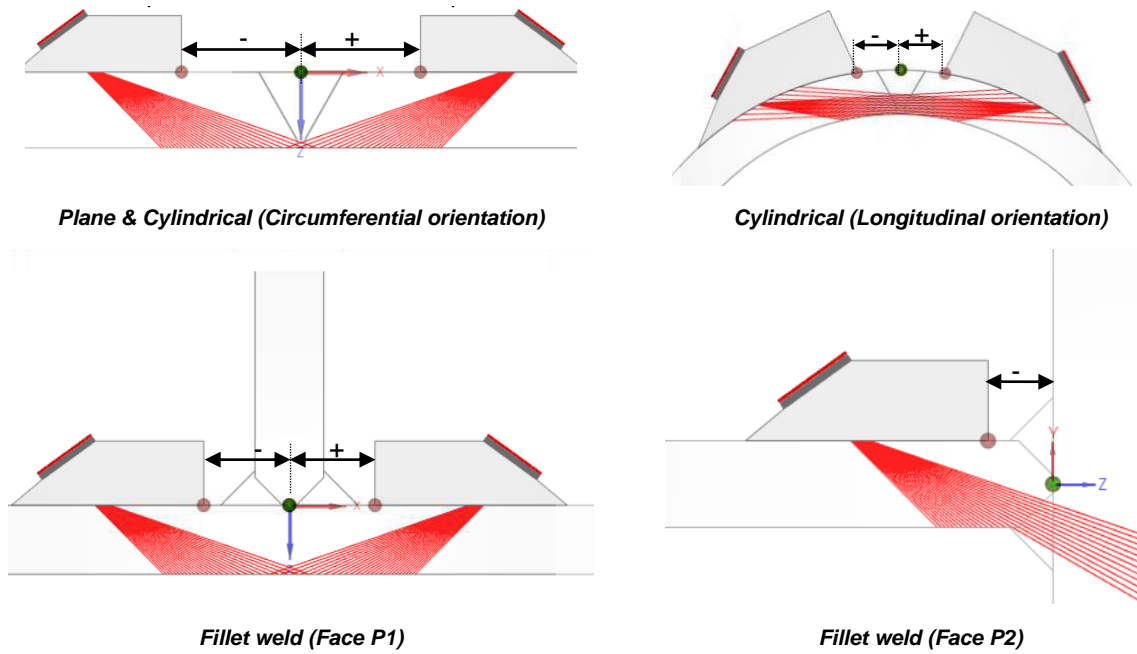 - +
X
Z
Plane & Cylindrical (Circumferential orientation)
- +
Cylindrical (Longitudinal orientation)
- +
x
Fillet weld (Face P1)
-
Y
Z
Fillet weld (Face P2)